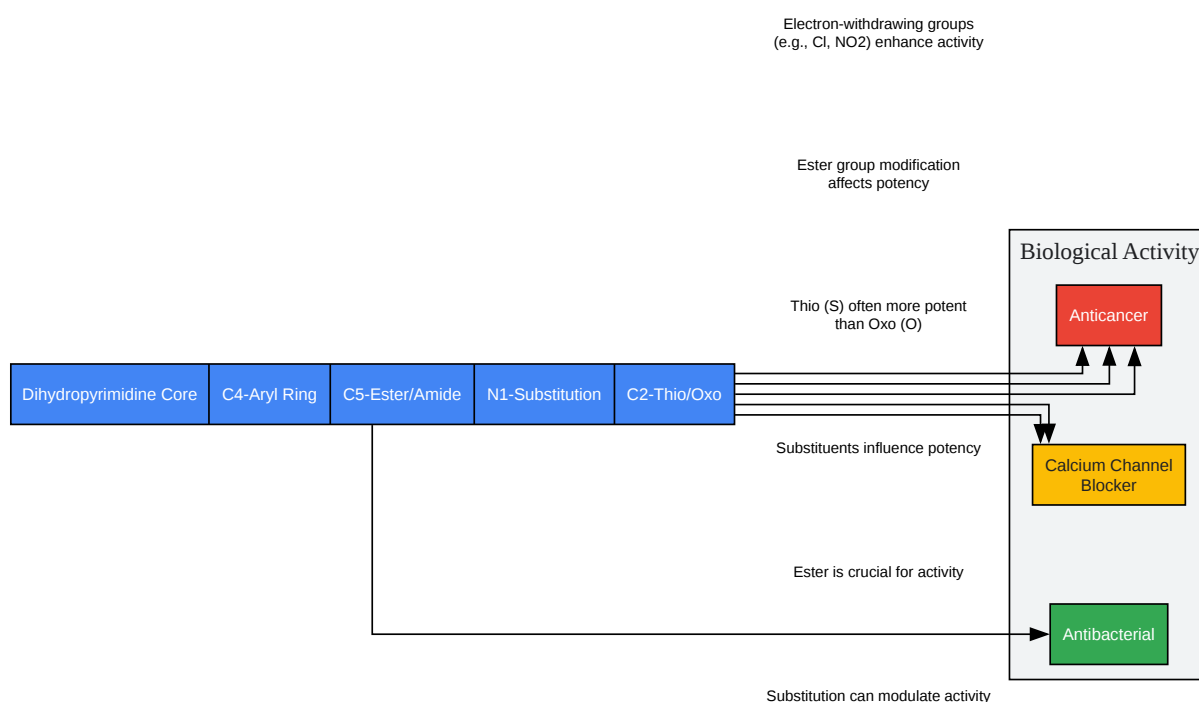 Electron-withdrawing groups
(e.g., Cl, NO2) enhance activity
Ester group modification
affects potency
Biological Activity
Thio (S) often more potent
than Oxo (O)
Anticancer
Dihydropyrimidine Core
C4-Aryl Ring
C5-Ester/Amide
N1-Substitution
C2-Thio/Oxo
Substituents influence potency
Calcium Channel
Blocker
Ester is crucial for activity
Antibacterial
Substitution can modulate activity